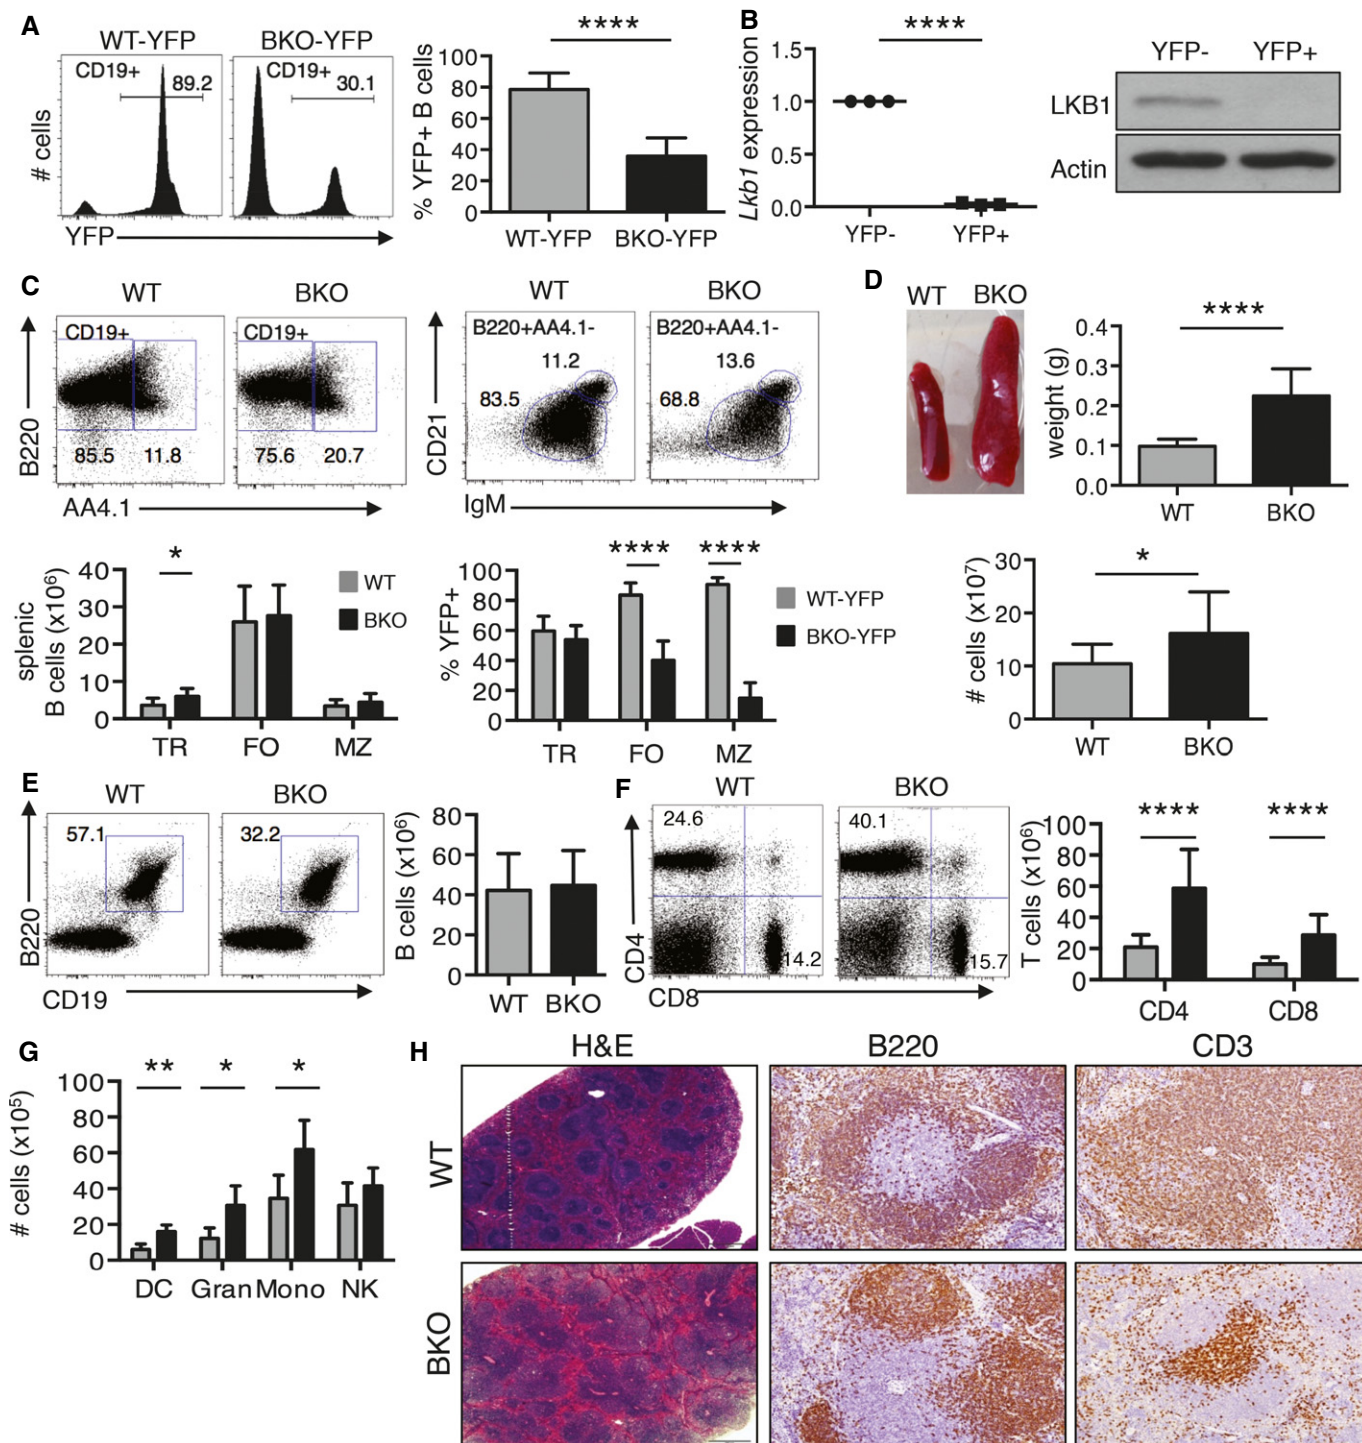 A
WT-YFP BKO-YFP
CD19+ 89.2
CD19+ 30.1
# cells
YFP
****
% YFP+ B cells
100
80
60
40
20
0
WT-YFP BKO-YFP
B
****
Lkb1 expression
1.5
1.0
0.5
0.0
YFP- YFP+
YFP- YFP+
LKB1
Actin
C
WT BKO
CD19+ CD19+
85.5 11.8
75.6 20.7
B220
AA4.1
WT BKO
B220+AA4.1- B220+AA4.1-
11.2 13.6
83.5 68.8
CD21
IgM
*
splenic
B cells (x10⁶)
40
30
20
10
0
WT
BKO
TR FO MZ
**** ****
% YFP+
100
80
60
40
20
0
WT-YFP
BKO-YFP
TR FO MZ
D
WT BKO
****
weight (g)
0.4
0.3
0.2
0.1
0.0
WT BKO
*
# cells (x10⁷)
30
20
10
0
WT BKO
E
WT BKO
57.1 32.2
B220
CD19
B cells (x10⁶)
80
60
40
20
0
WT BKO
F
WT BKO
24.6 40.1
14.2 15.7
CD4
CD8
**** ****
T cells (x10⁶)
100
80
60
40
20
0
CD4 CD8
G
** * *
# cells (x10⁵)
100
80
60
40
20
0
DC Gran Mono NK
H
H&E B220 CD3
WT
BKO